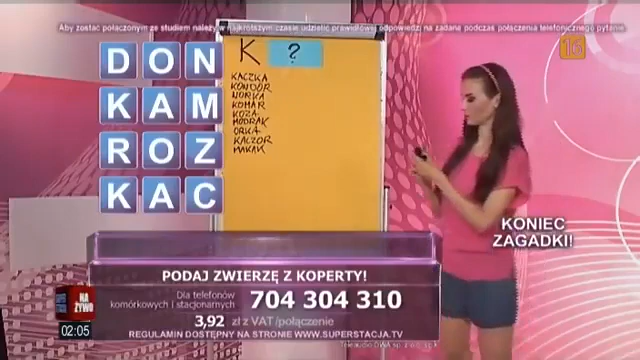 Aby zostać połączonym ze studiem należy w najkrótszym czasie udzielić prawidłowej odpowiedzi na zadane podczas połączenia telefonicznego pytanie
16
DON
KAM
ROZ
KAC
K ?
KACZKA
KONDOR
NORKA
KOMAR
KOZA
MODRAK
ORKA
KACZOR
MAKAK
KONIEC
ZAGADKI!
PODAJ ZWIERZĘ Z KOPERTY!
Dla telefonów
komórkowych i stacjonarnych
704 304 310
3,92 zł z VAT/połączenie
REGULAMIN DOSTĘPNY NA STRONIE WWW.SUPERSTACJA.TV
NA
ŻYWO
02:05